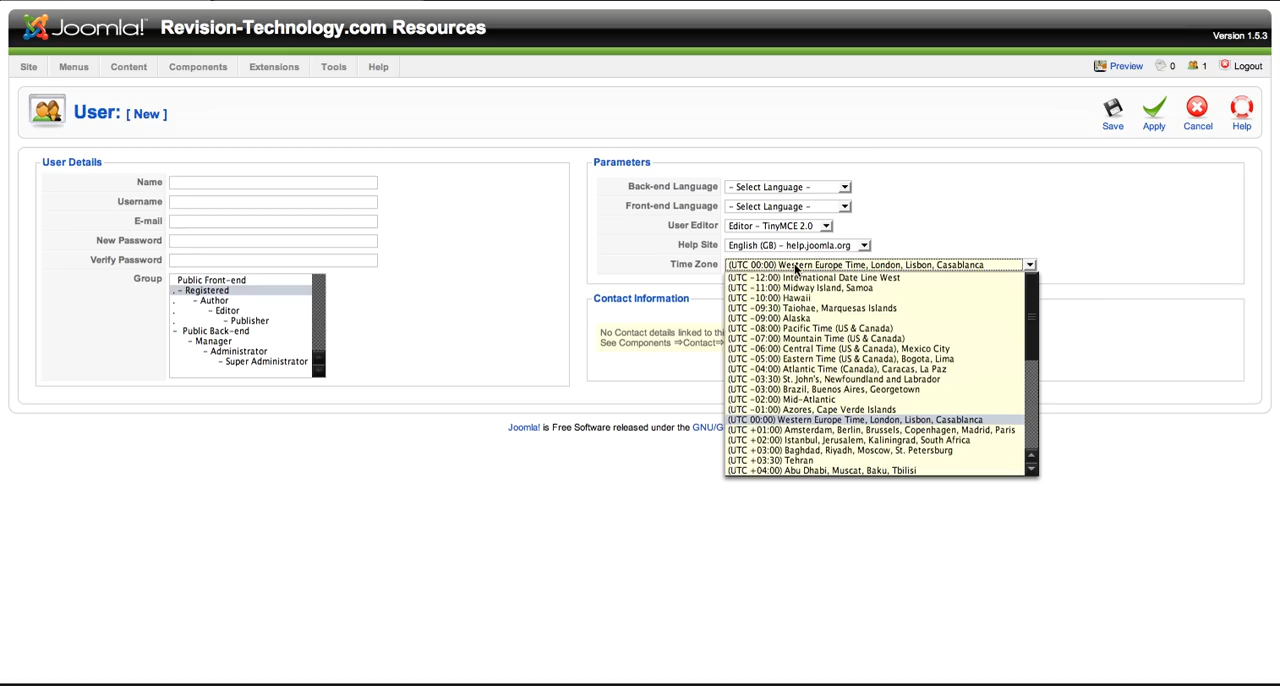 Joomla! Revision-Technology.com Resources
Version 1.5.3
Site Menus Content Components Extensions Tools Help Preview 0 1 Logout
User: [ New ]
Save Apply Cancel Help
User Details
Name
Username
E-mail
New Password
Verify Password
Group
Public Front-end
. - Registered
. - Author
. - Editor
. - Publisher
- Public Back-end
- Manager
- Administrator
- Super Administrator
Parameters
Back-end Language - Select Language -
Front-end Language - Select Language -
User Editor Editor - TinyMCE 2.0
Help Site English (GB) - help.joomla.org
Time Zone (UTC 00:00) Western Europe Time, London, Lisbon, Casablanca
(UTC -12:00) International Date Line West
(UTC -11:00) Midway Island, Samoa
(UTC -10:00) Hawaii
(UTC -09:30) Taiohae, Marquesas Islands
(UTC -09:00) Alaska
(UTC -08:00) Pacific Time (US & Canada)
(UTC -07:00) Mountain Time (US & Canada)
(UTC -06:00) Central Time (US & Canada), Mexico City
(UTC -05:00) Eastern Time (US & Canada), Bogota, Lima
(UTC -04:00) Atlantic Time (Canada), Caracas, La Paz
(UTC -03:30) St. John's, Newfoundland and Labrador
(UTC -03:00) Brazil, Buenos Aires, Georgetown
(UTC -02:00) Mid-Atlantic
(UTC -01:00) Azores, Cape Verde Islands
(UTC 00:00) Western Europe Time, London, Lisbon, Casablanca
(UTC +01:00) Amsterdam, Berlin, Brussels, Copenhagen, Madrid, Paris
(UTC +02:00) Istanbul, Jerusalem, Kaliningrad, South Africa
(UTC +03:00) Baghdad, Riyadh, Moscow, St. Petersburg
(UTC +03:30) Tehran
(UTC +04:00) Abu Dhabi, Muscat, Baku, Tbilisi
Contact Information
No Contact details linked to thi
See Components ⇒Contact⇒
Joomla! is Free Software released under the GNU/G